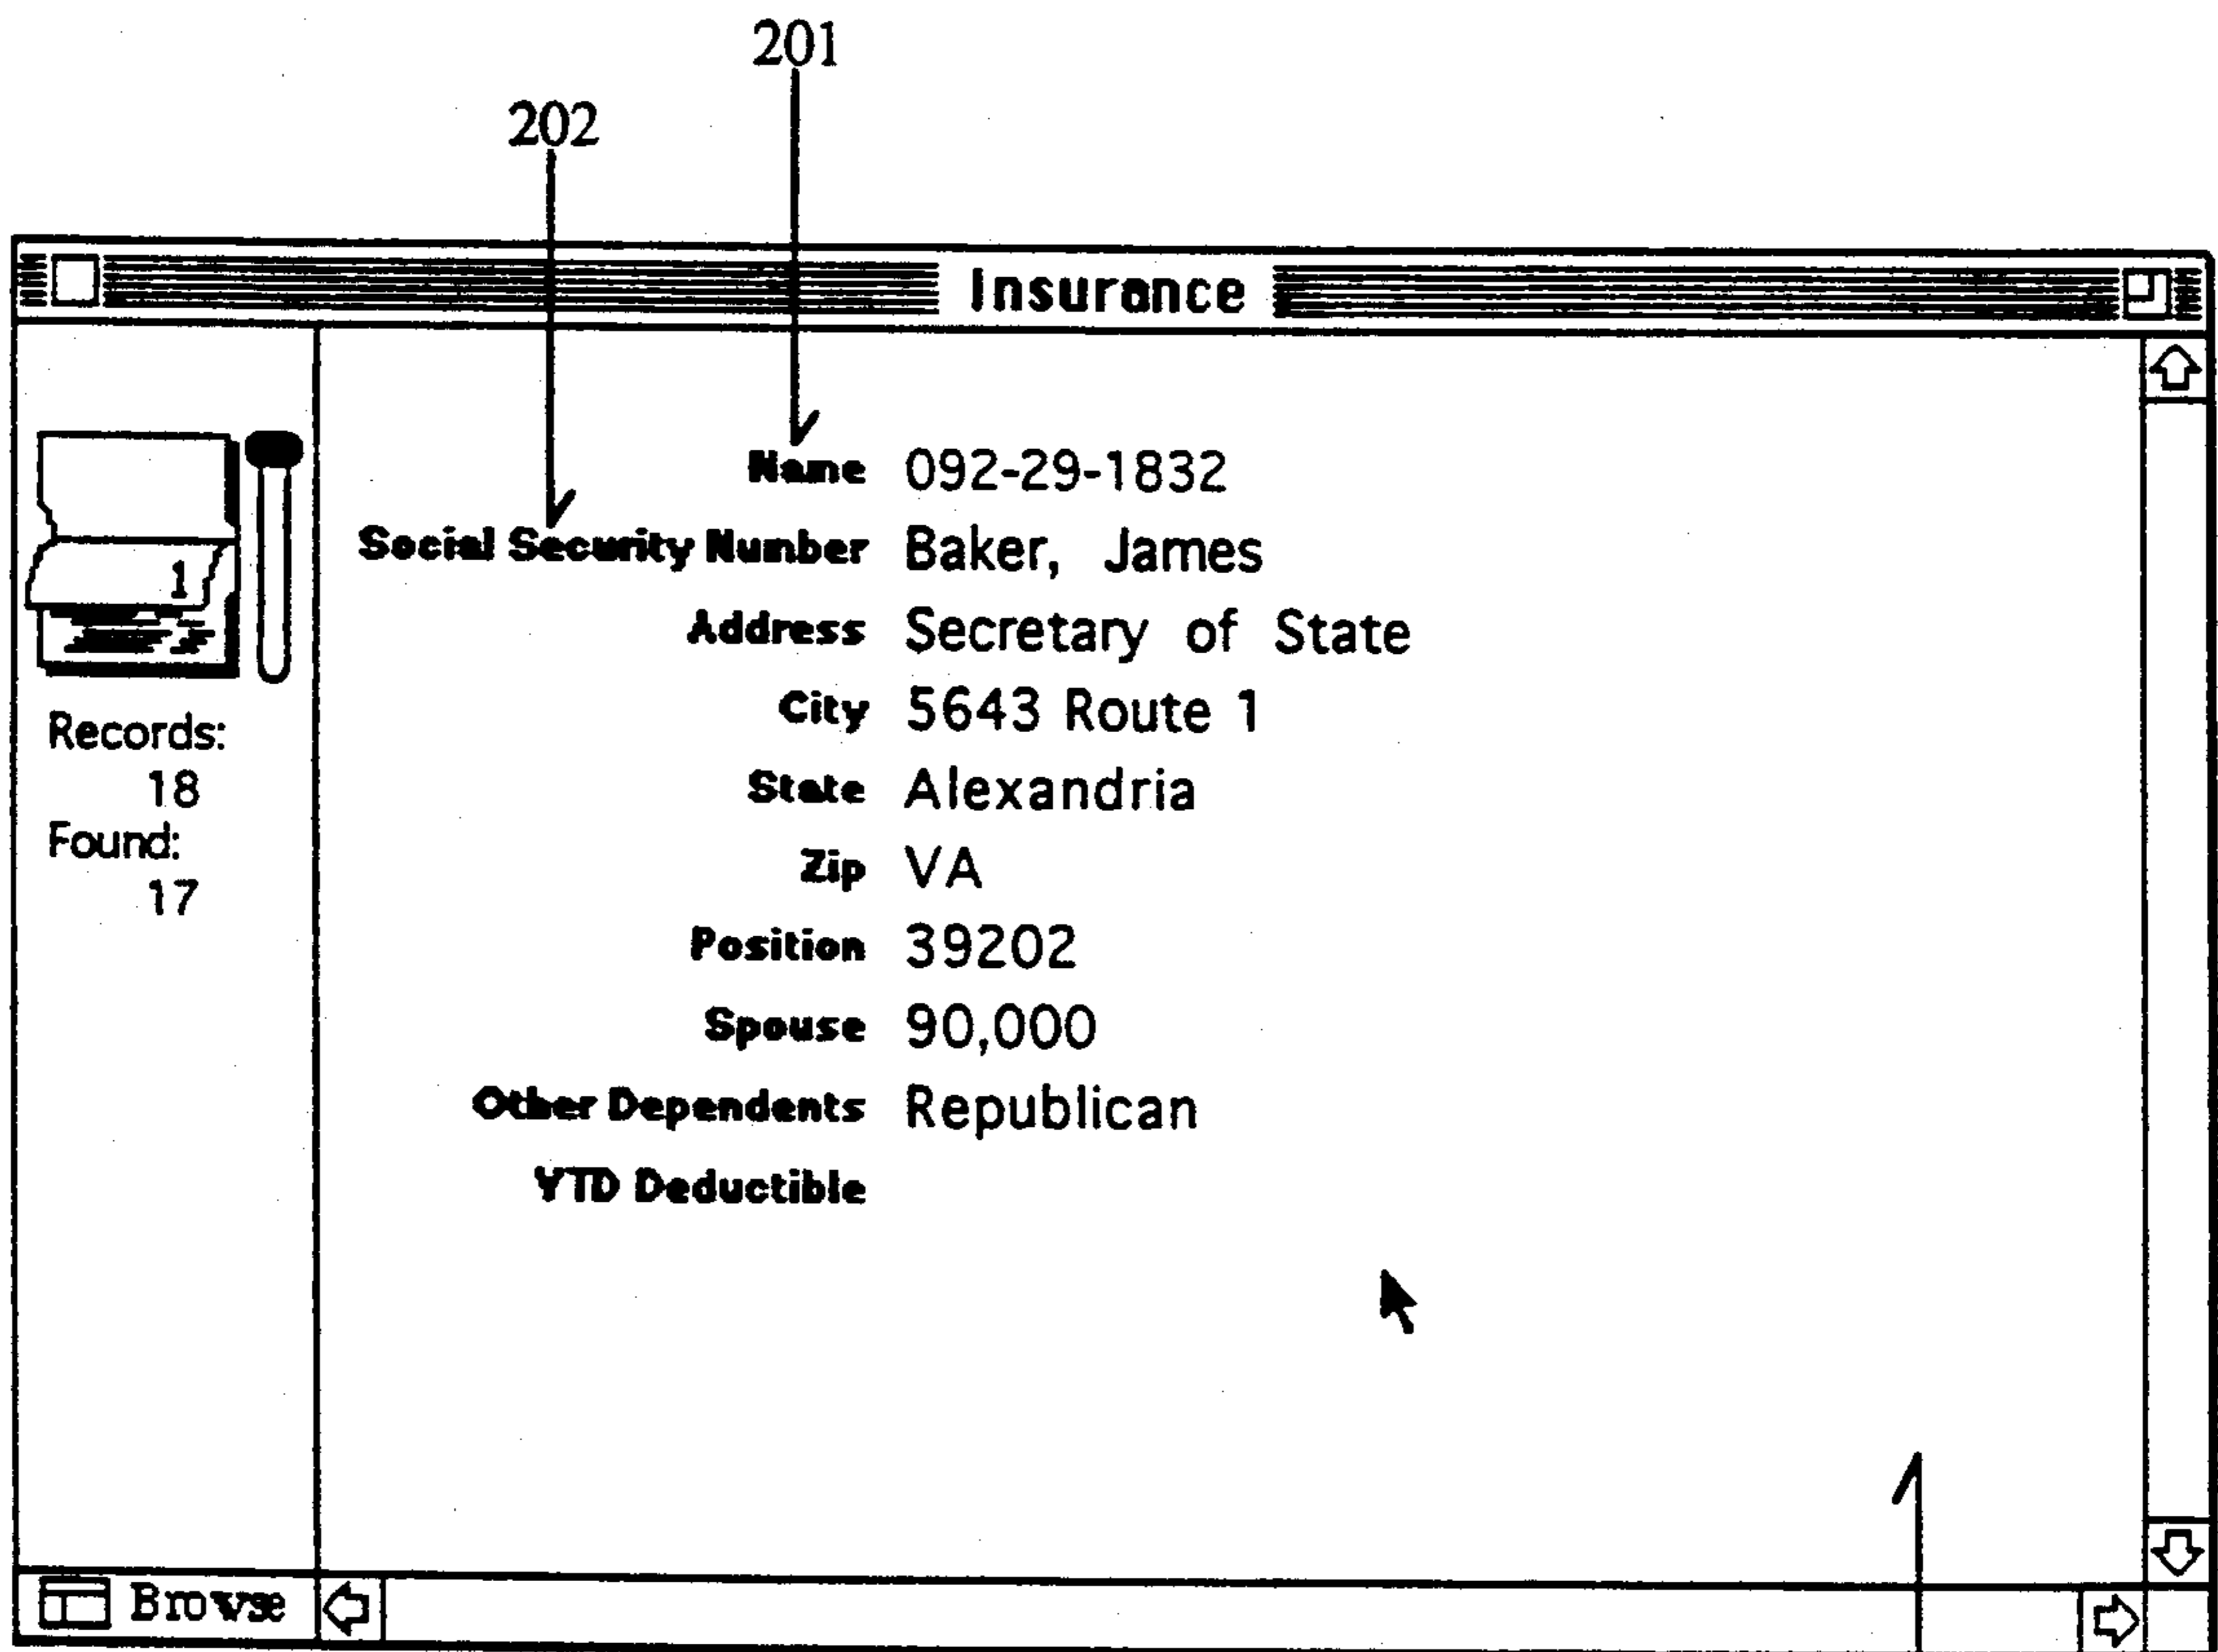 201
202
Insurance
Name 092-29-1832
Social Security Number Baker, James
Address Secretary of State
City 5643 Route 1
State Alexandria
Zip VA
Position 39202
Spouse 90,000
Other Dependents Republican
YTD Deductible
1
Records:
18
Found:
17
Browse